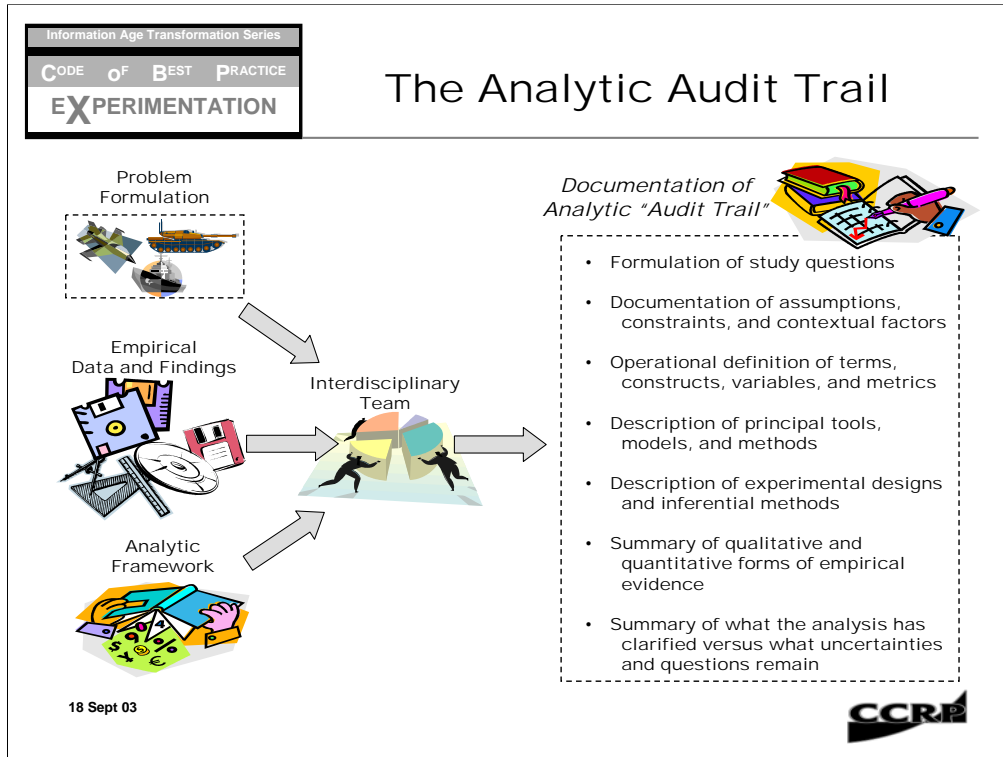 Information Age Transformation Series
CODE OF BEST PRACTICE
EXPERIMENTATION
The Analytic Audit Trail
Problem
Formulation
Empirical
Data and Findings
Analytic
Framework
Interdisciplinary
Team
Documentation of
Analytic “Audit Trail”
• Formulation of study questions
• Documentation of assumptions,
constraints, and contextual factors
• Operational definition of terms,
constructs, variables, and metrics
• Description of principal tools,
models, and methods
• Description of experimental designs
and inferential methods
• Summary of qualitative and
quantitative forms of empirical
evidence
• Summary of what the analysis has
clarified versus what uncertainties
and questions remain
4
%
$ ¥ @ €
18 Sept 03
CCRP